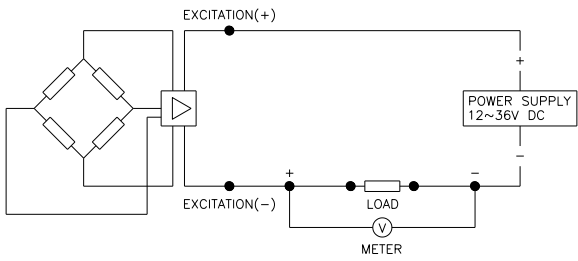 EXCITATION(+)
+
POWER SUPPLY
12~36V DC
−
+
−
EXCITATION(−)
LOAD
V
METER